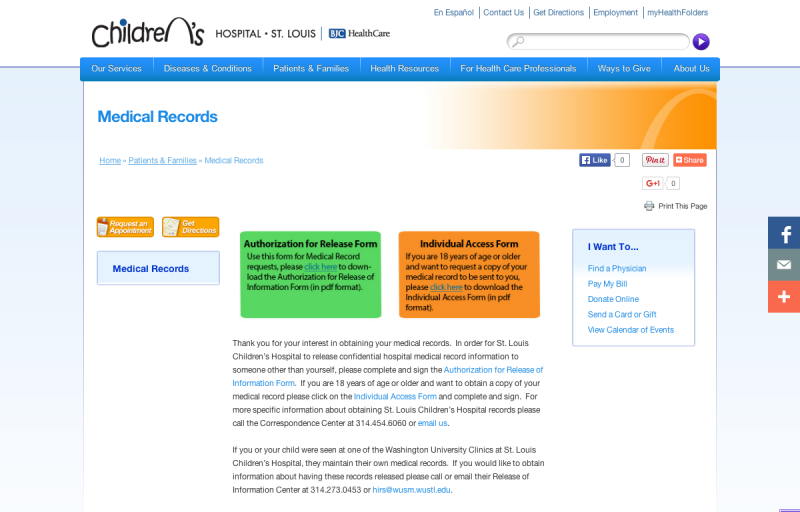 En Español
Contact Us
Get Directions
Employment
myHealthFolders
Children's
HOSPITAL • ST. LOUIS
BJC HealthCare
Our Services
Diseases & Conditions
Patients & Families
Health Resources
For Health Care Professionals
Ways to Give
About Us
Medical Records
Home » Patients & Families » Medical Records
Like
0
Pin it
Share
G+1
0
Print This Page
Request an
Appointment
Get
Directions
Medical Records
Authorization for Release Form
Use this form for Medical Record
requests, please click here to down-
load the Authorization for Release of
Information Form (in pdf format).
Individual Access Form
If you are 18 years of age or older
and want to request a copy of your
medical record to be sent to you,
please click here to download the
Individual Access Form (in pdf
format).
I Want To...
Find a Physician
Pay My Bill
Donate Online
Send a Card or Gift
View Calendar of Events
Thank you for your interest in obtaining your medical records.  In order for St. Louis
Children's Hospital to release confidential hospital medical record information to
someone other than yourself, please complete and sign the Authorization for Release of
Information Form.  If you are 18 years of age or older and want to obtain a copy of your
medical record please click on the Individual Access Form and complete and sign.  For
more specific information about obtaining St. Louis Children's Hospital records please
call the Correspondence Center at 314.454.6060 or email us.
If you or your child were seen at one of the Washington University Clinics at St. Louis
Children's Hospital, they maintain their own medical records.  If you would like to obtain
information about having these records released please call or email their Release of
Information Center at 314.273.0453 or hirs@wusm.wustl.edu.